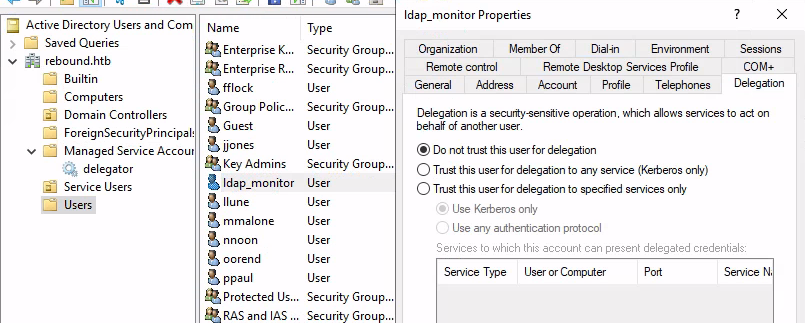 Active Directory Users and Com
Saved Queries
rebound.htb
Builtin
Computers
Domain Controllers
ForeignSecurityPrincipals
Managed Service Accour
delegator
Service Users
Users
Name Type
Enterprise K... Security Group...
Enterprise R... Security Group...
fflock User
Group Polic... Security Group...
Guest User
jjones User
Key Admins Security Group...
ldap_monitor User
llune User
mmalone User
nnoon User
oorend User
ppaul User
Protected Us... Security Group...
RAS and IAS ... Security Group...
ldap_monitor Properties ? ×
Organization Member Of Dial-in Environment Sessions
Remote control Remote Desktop Services Profile COM+
General Address Account Profile Telephones Delegation
Delegation is a security-sensitive operation, which allows services to act on
behalf of another user.
Do not trust this user for delegation
Trust this user for delegation to any service (Kerberos only)
Trust this user for delegation to specified services only
Use Kerberos only
Use any authentication protocol
Services to which this account can present delegated credentials:
Service Type User or Computer Port Service Na